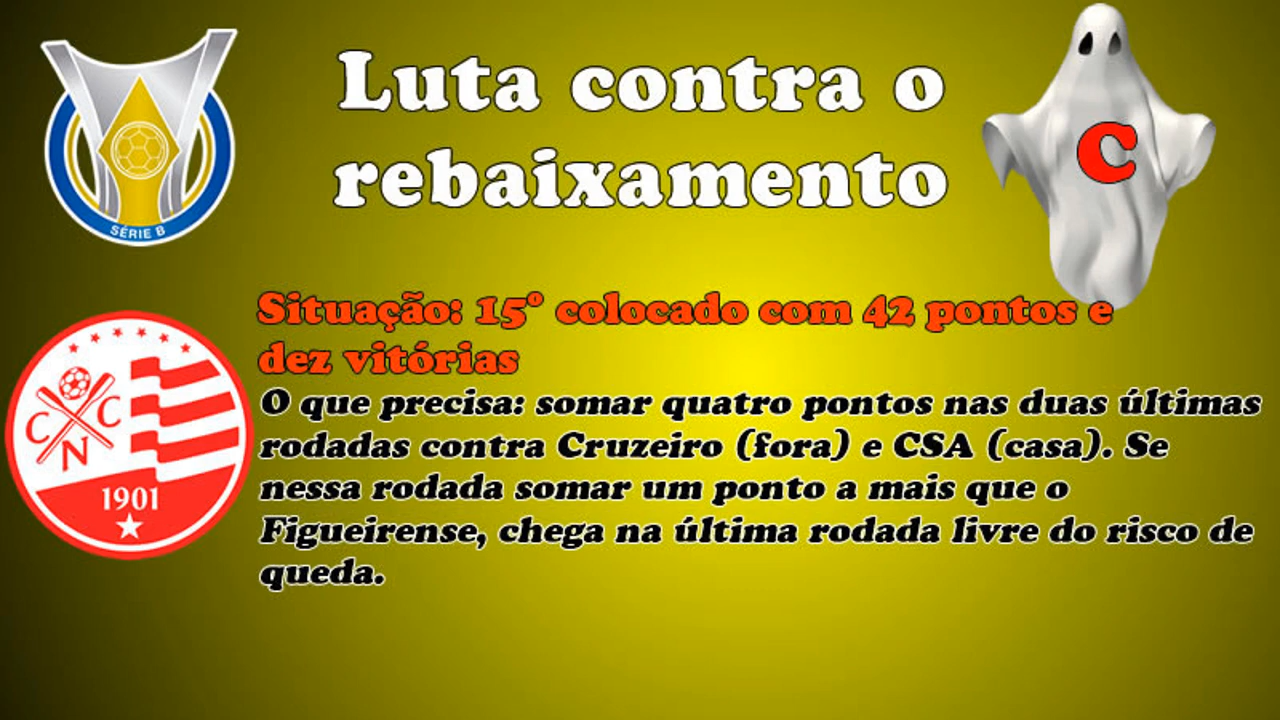 Luta contra o
rebaixamento
C
SÉRIE B
Situação: 15º colocado com 42 pontos e
dez vitórias
O que precisa: somar quatro pontos nas duas últimas
rodadas contra Cruzeiro (fora) e CSA (casa). Se
nessa rodada somar um ponto a mais que o
Figueirense, chega na última rodada livre do risco de
queda.
C C
N
1901